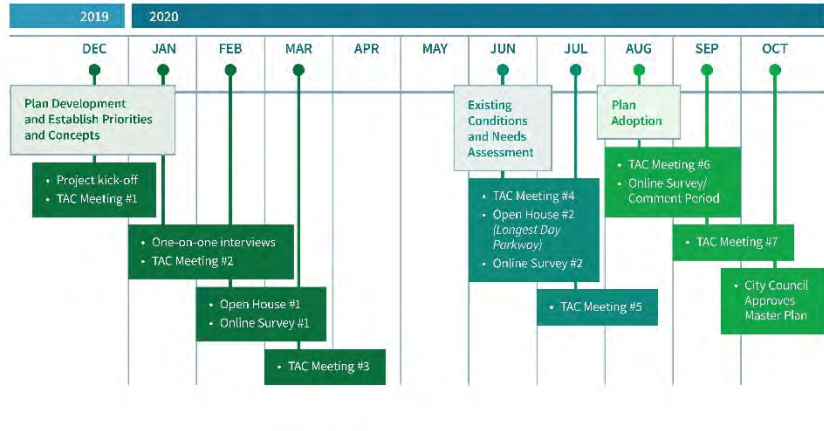 2019
2020
DEC
JAN
FEB
MAR
APR
MAY
JUN
JUL
AUG
SEP
OCT
Plan Development
and Establish Priorities
and Concepts
Existing
Conditions
and Needs
Assessment
Plan
Adoption
• Project kick-off
• TAC Meeting #1
• One-on-one interviews
• TAC Meeting #2
• Open House #1
• Online Survey #1
• TAC Meeting #3
• TAC Meeting #4
• Open House #2
(Longest Day
Parkway)
• Online Survey #2
• TAC Meeting #5
• TAC Meeting #6
• Online Survey/
Comment Period
• TAC Meeting #7
• City Council
Approves
Master Plan